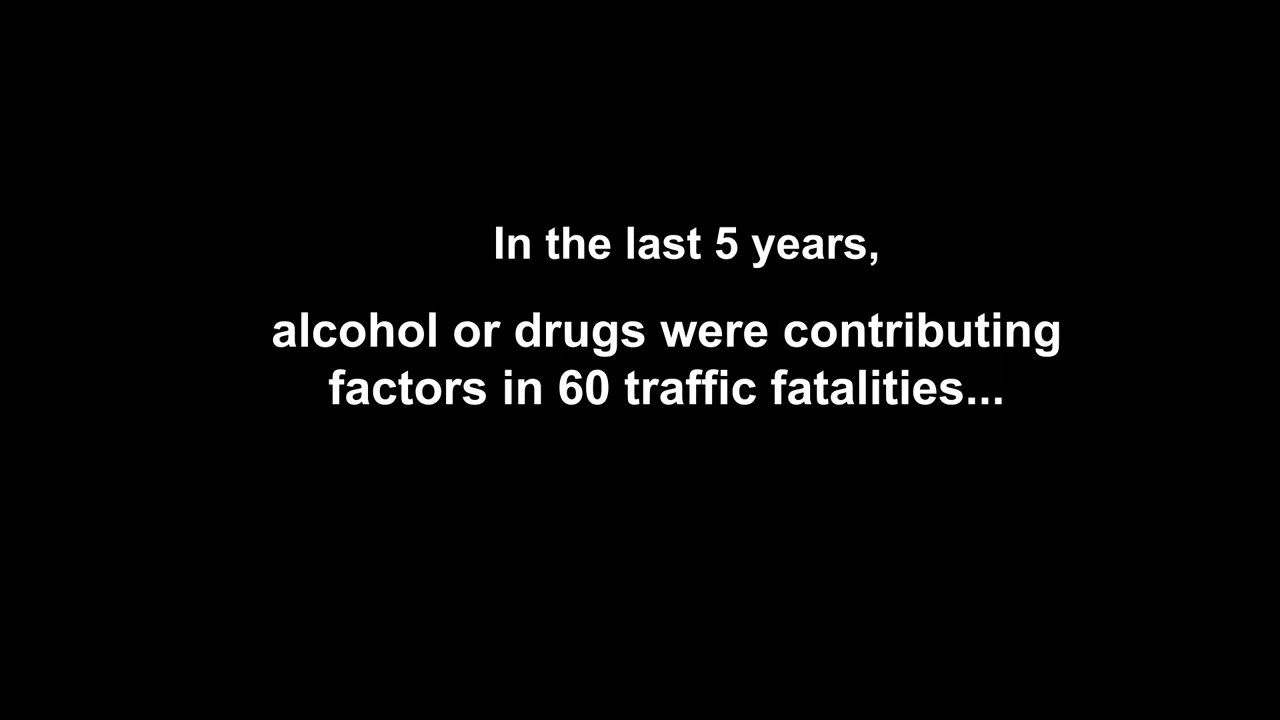 In the last 5 years,
alcohol or drugs were contributing
factors in 60 traffic fatalities...